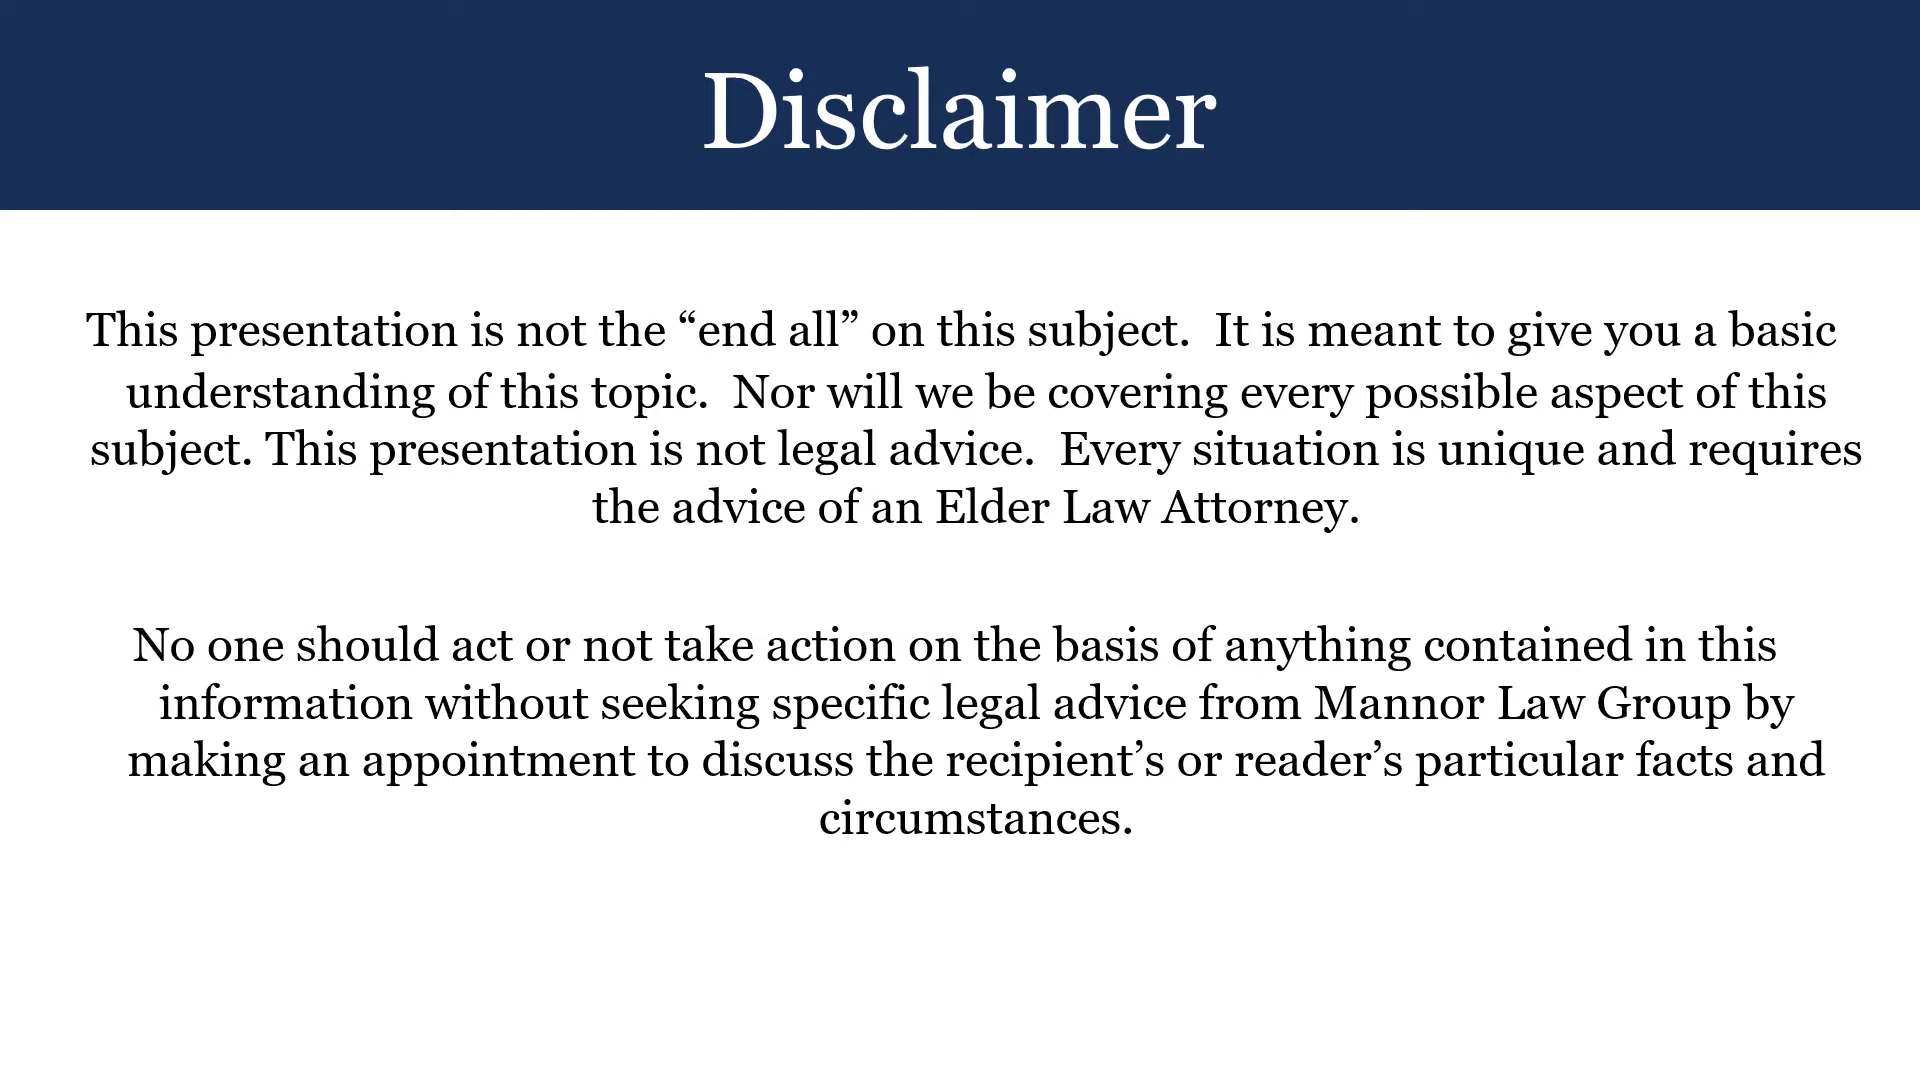 Disclaimer
This presentation is not the “end all” on this subject.  It is meant to give you a basic
understanding of this topic.  Nor will we be covering every possible aspect of this
subject. This presentation is not legal advice.  Every situation is unique and requires
the advice of an Elder Law Attorney.
No one should act or not take action on the basis of anything contained in this
information without seeking specific legal advice from Mannor Law Group by
making an appointment to discuss the recipient’s or reader’s particular facts and
circumstances.